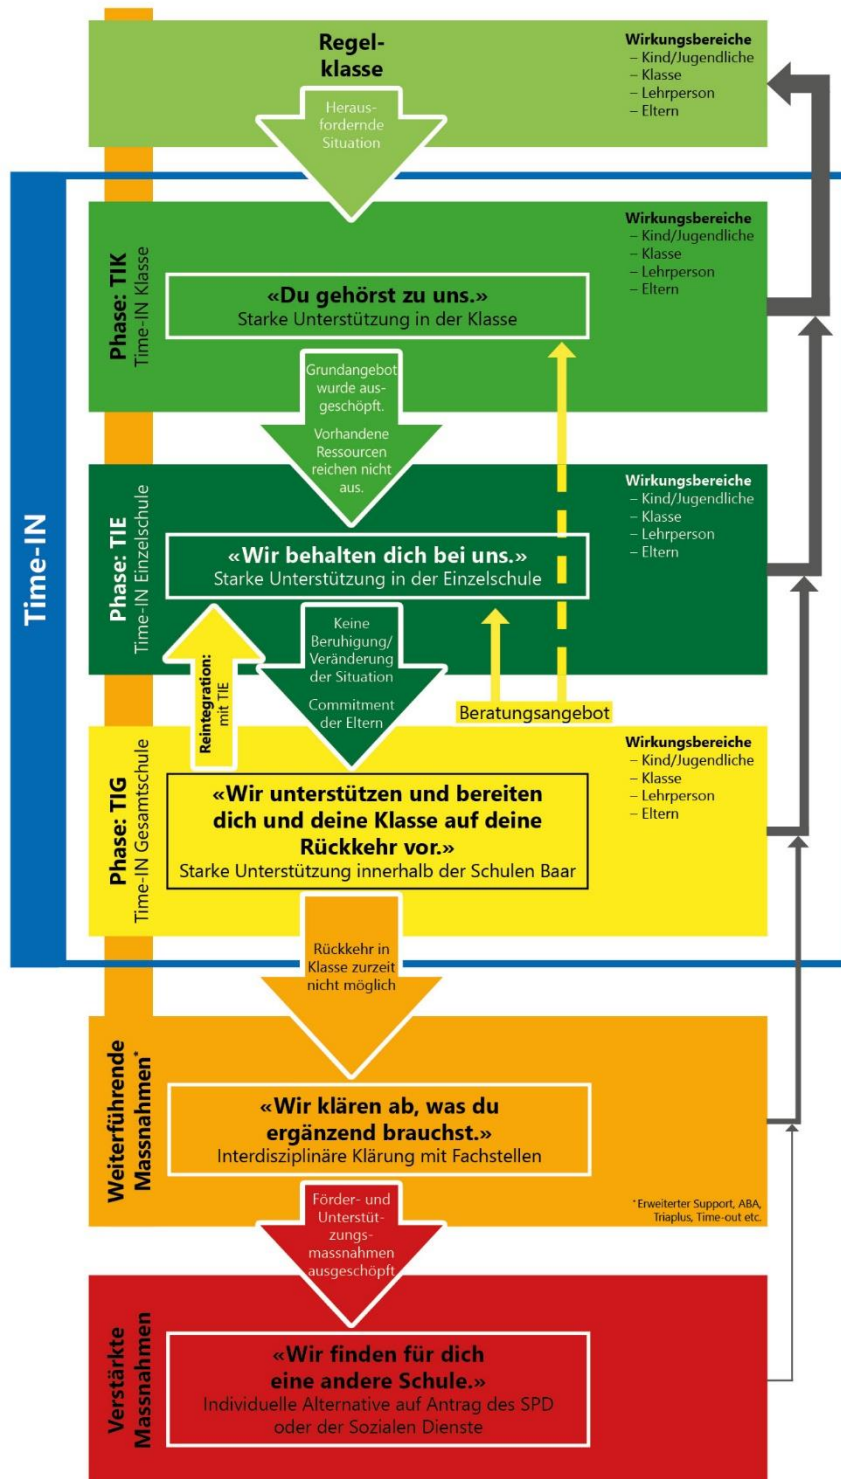 Regel-
klasse
Heraus-
fordernde
Situation
Wirkungsbereiche
– Kind/Jugendliche
– Klasse
– Lehrperson
– Eltern
Time-IN
Phase: TIK
Time-IN Klasse
«Du gehörst zu uns.»
Starke Unterstützung in der Klasse
Wirkungsbereiche
– Kind/Jugendliche
– Klasse
– Lehrperson
– Eltern
Grundangebot
wurde aus-
geschöpft.
Vorhandene
Ressourcen
reichen nicht
aus.
Phase: TIE
Time-IN Einzelschule
«Wir behalten dich bei uns.»
Starke Unterstützung in der Einzelschule
Wirkungsbereiche
– Kind/Jugendliche
– Klasse
– Lehrperson
– Eltern
Reintegration:
mit TIE
Keine
Beruhigung/
Veränderung
der Situation
Commitment
der Eltern
Beratungsangebot
Phase: TIG
Time-IN Gesamtschule
«Wir unterstützen und bereiten
dich und deine Klasse auf deine
Rückkehr vor.»
Starke Unterstützung innerhalb der Schulen Baar
Wirkungsbereiche
– Kind/Jugendliche
– Klasse
– Lehrperson
– Eltern
Rückkehr in
Klasse zurzeit
nicht möglich
Weiterführende
Massnahmen*
«Wir klären ab, was du
ergänzend brauchst.»
Interdisziplinäre Klärung mit Fachstellen
*Erweiterter Support, ABA,
Triaplus, Time-out etc.
Förder- und
Unterstüt-
zungs-
massnahmen
ausgeschöpft
Verstärkte
Massnahmen
«Wir finden für dich
eine andere Schule.»
Individuelle Alternative auf Antrag des SPD
oder der Sozialen Dienste